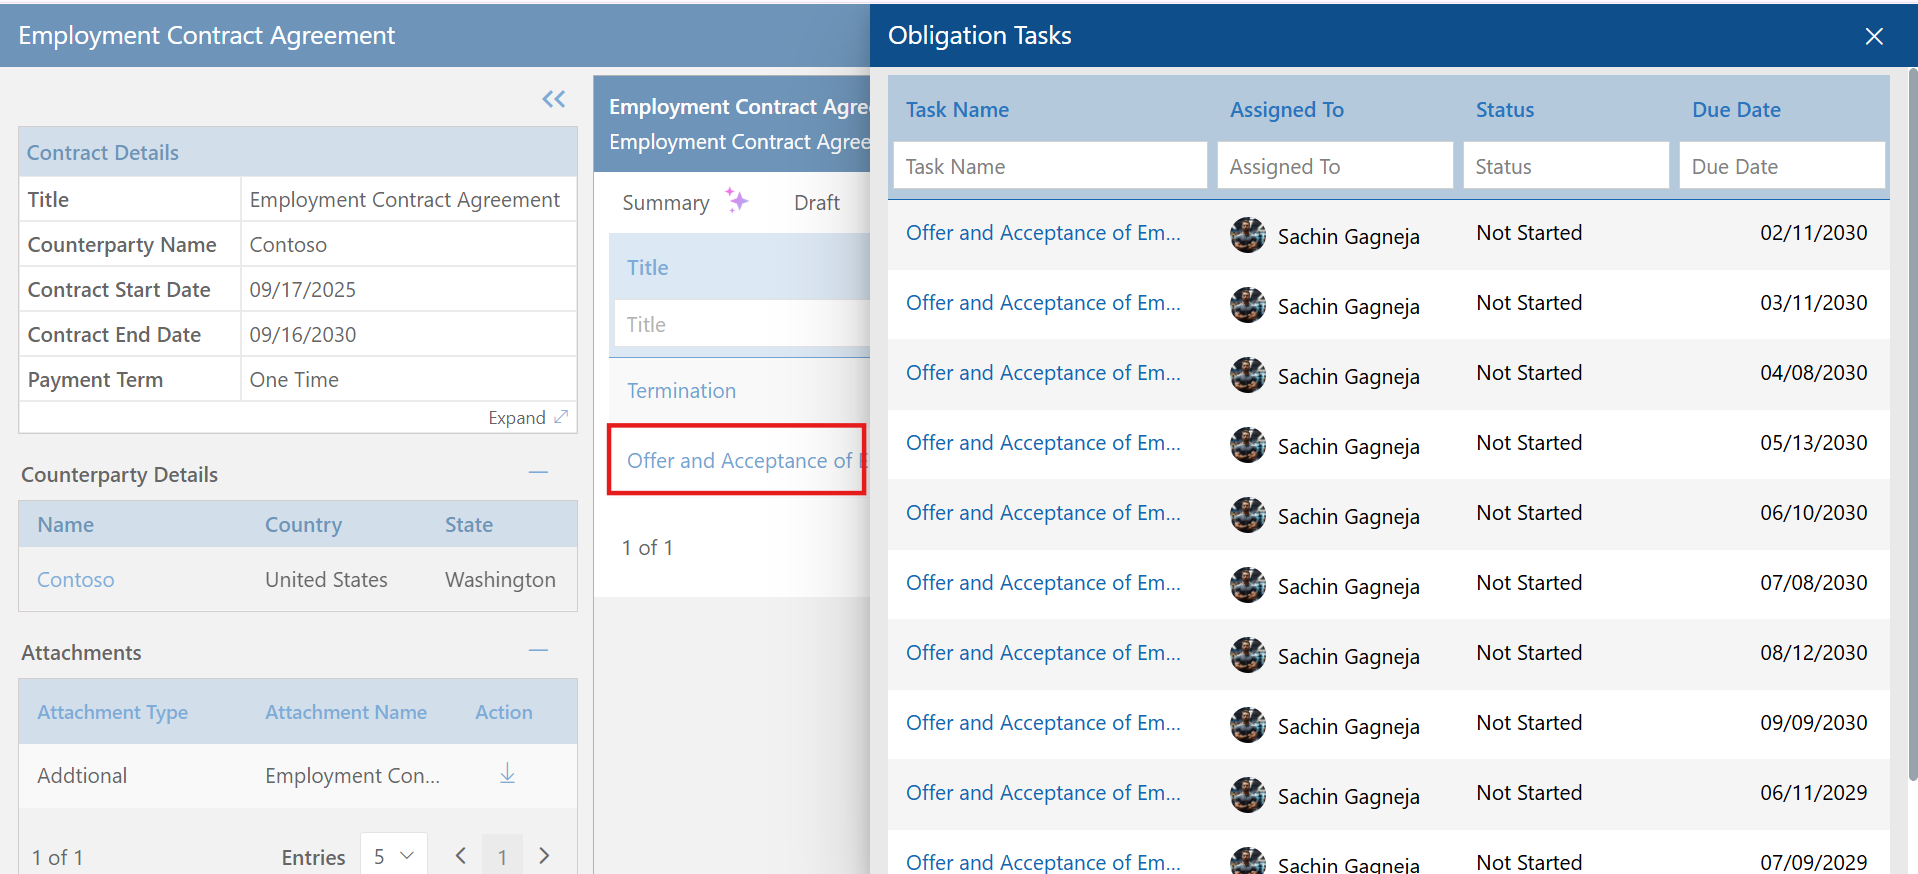 Employment Contract Agreement
Contract Details
Title Employment Contract Agreement
Counterparty Name Contoso
Contract Start Date 09/17/2025
Contract End Date 09/16/2030
Payment Term One Time
Expand
Counterparty Details
Name Country State
Contoso United States Washington
Attachments
Attachment Type Attachment Name Action
Addtional Employment Con...
1 of 1 Entries 5 1
Employment Contract Agree
Employment Contract Agree
Summary Draft
Title
Title
Termination
Offer and Acceptance of E
1 of 1
Obligation Tasks
Task Name Assigned To Status Due Date
Task Name Assigned To Status Due Date
Offer and Acceptance of Em... Sachin Gagneja Not Started 02/11/2030
Offer and Acceptance of Em... Sachin Gagneja Not Started 03/11/2030
Offer and Acceptance of Em... Sachin Gagneja Not Started 04/08/2030
Offer and Acceptance of Em... Sachin Gagneja Not Started 05/13/2030
Offer and Acceptance of Em... Sachin Gagneja Not Started 06/10/2030
Offer and Acceptance of Em... Sachin Gagneja Not Started 07/08/2030
Offer and Acceptance of Em... Sachin Gagneja Not Started 08/12/2030
Offer and Acceptance of Em... Sachin Gagneja Not Started 09/09/2030
Offer and Acceptance of Em... Sachin Gagneja Not Started 06/11/2029
Offer and Acceptance of Em... Sachin Gagneja Not Started 07/09/2029